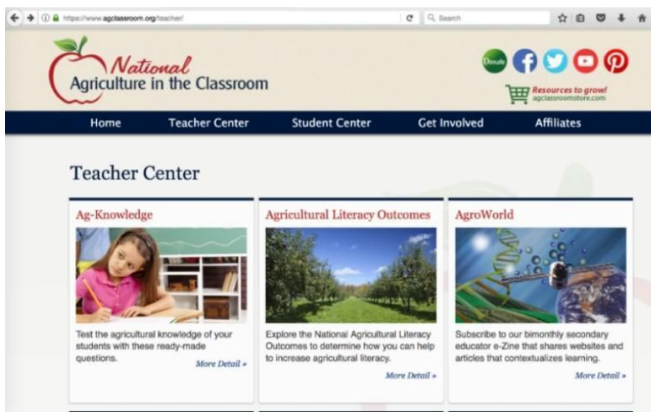 https://www.agclassroom.org/teacher/
Search
National
Agriculture in the Classroom
Donate
Resources to grow!
agclassroomstore.com
Home Teacher Center Student Center Get Involved Affiliates
Teacher Center
Ag-Knowledge
Test the agricultural knowledge of your
students with these ready-made
questions.
More Detail »
Agricultural Literacy Outcomes
Explore the National Agricultural Literacy
Outcomes to determine how you can help
to increase agricultural literacy.
More Detail »
AgroWorld
Subscribe to our bimonthly secondary
educator e-Zine that shares websites and
articles that contextualizes learning.
More Detail »